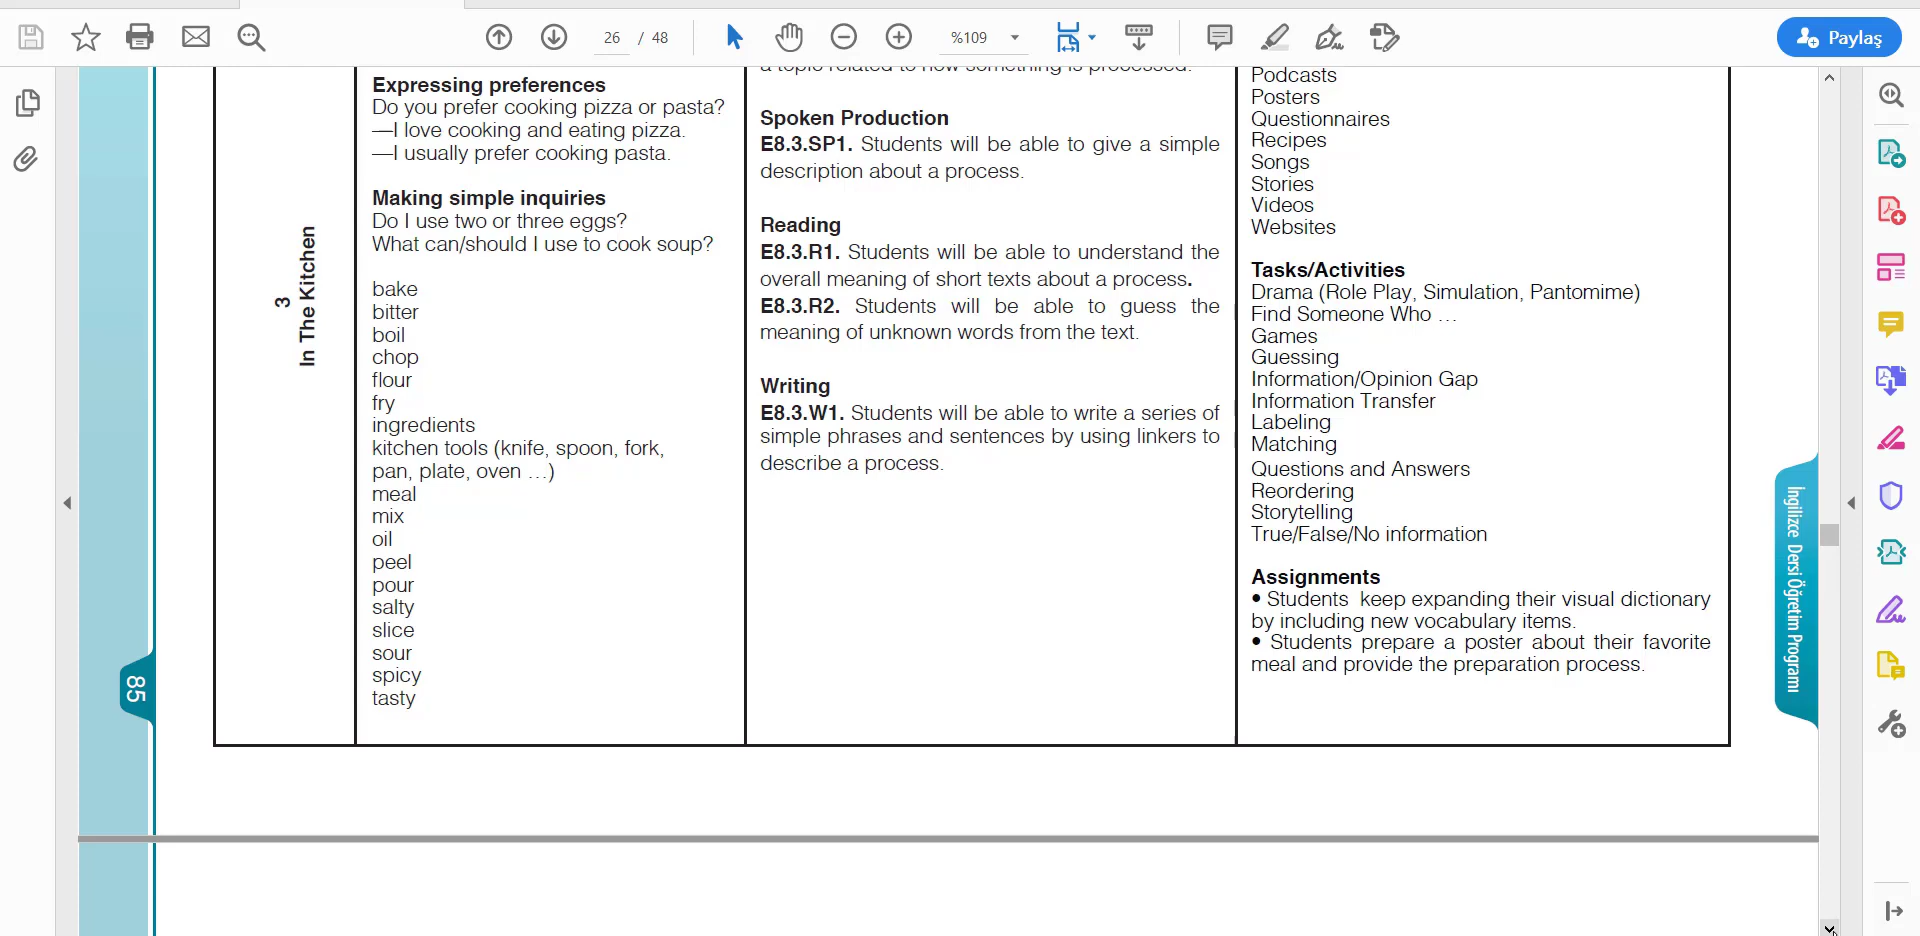 26 / 48
%109
Paylaş
3
In The Kitchen
Expressing preferences
Do you prefer cooking pizza or pasta?
—I love cooking and eating pizza.
—I usually prefer cooking pasta.
Making simple inquiries
Do I use two or three eggs?
What can/should I use to cook soup?
bake
bitter
boil
chop
flour
fry
ingredients
kitchen tools (knife, spoon, fork,
pan, plate, oven …)
meal
mix
oil
peel
pour
salty
slice
sour
spicy
tasty
a topic related to how something is processed.
Spoken Production
E8.3.SP1. Students will be able to give a simple
description about a process.
Reading
E8.3.R1. Students will be able to understand the
overall meaning of short texts about a process.
E8.3.R2. Students will be able to guess the
meaning of unknown words from the text.
Writing
E8.3.W1. Students will be able to write a series of
simple phrases and sentences by using linkers to
describe a process.
Podcasts
Posters
Questionnaires
Recipes
Songs
Stories
Videos
Websites
Tasks/Activities
Drama (Role Play, Simulation, Pantomime)
Find Someone Who …
Games
Guessing
Information/Opinion Gap
Information Transfer
Labeling
Matching
Questions and Answers
Reordering
Storytelling
True/False/No information
Assignments
• Students keep expanding their visual dictionary
by including new vocabulary items.
• Students prepare a poster about their favorite
meal and provide the preparation process.
85
İngilizce Dersi Öğretim Programı